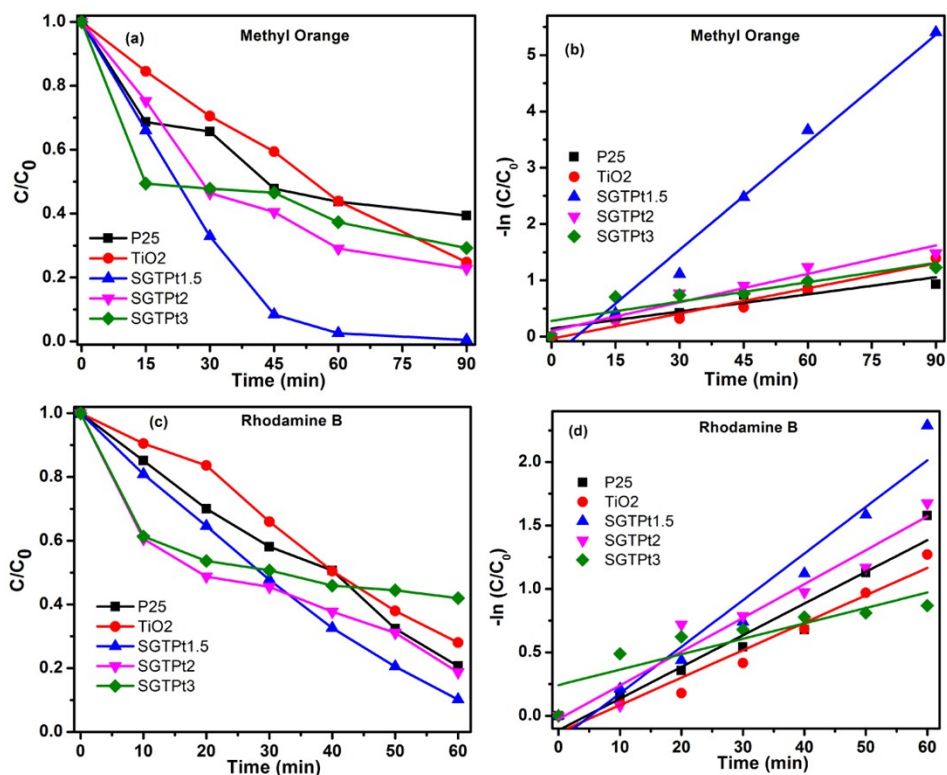 (a)
Methyl Orange
C/C0
1.0
0.8
0.6
0.4
0.2
0.0
P25
TiO2
SGTPt1.5
SGTPt2
SGTPt3
0 15 30 45 60 75 90
Time (min)
(b)
Methyl Orange
-ln (C/C0)
5
4
3
2
1
0
P25
TiO2
SGTPt1.5
SGTPt2
SGTPt3
0 15 30 45 60 75 90
Time (min)
(c)
Rhodamine B
C/C0
1.0
0.8
0.6
0.4
0.2
0.0
P25
TiO2
SGTPt1.5
SGTPt2
SGTPt3
0 10 20 30 40 50 60
Time (min)
(d)
Rhodamine B
-ln (C/C0)
2.0
1.5
1.0
0.5
0.0
P25
TiO2
SGTPt1.5
SGTPt2
SGTPt3
0 10 20 30 40 50 60
Time (min)